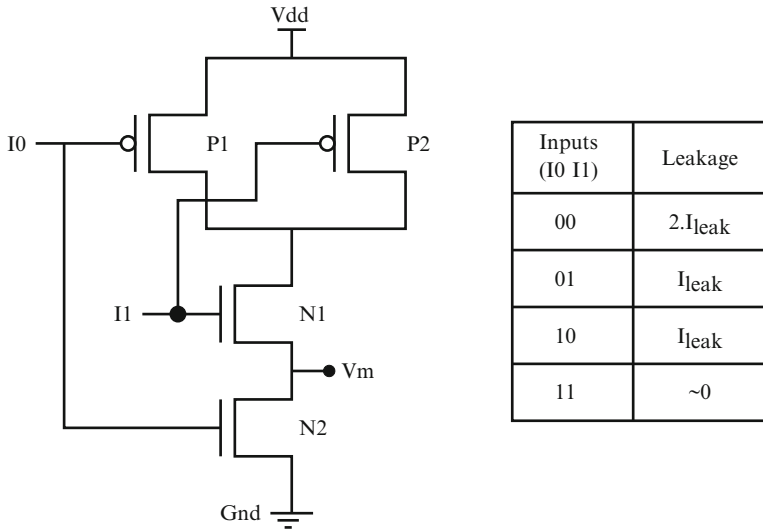 Vdd
I0
P1
P2
I1
N1
Vm
N2
Gnd
Inputs
(I0 I1)
Leakage
00
2.Ileak
01
Ileak
10
Ileak
11
~0